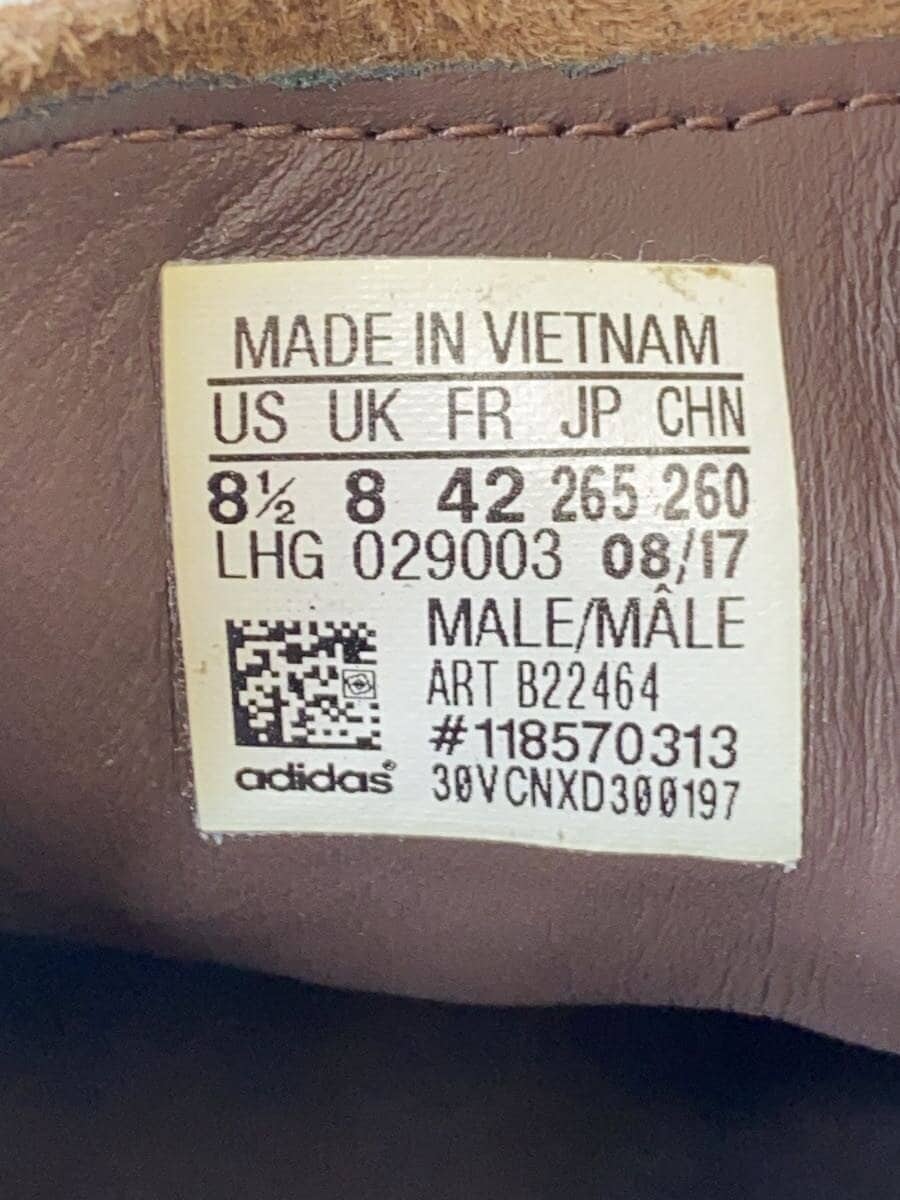 MADE IN VIETNAM
US UK FR JP CHN
8½ 8 42 265 260
LHG 029003 08/17
MALE/MÂLE
ART B22464
#118570313
adidas®
30VCNXD300197